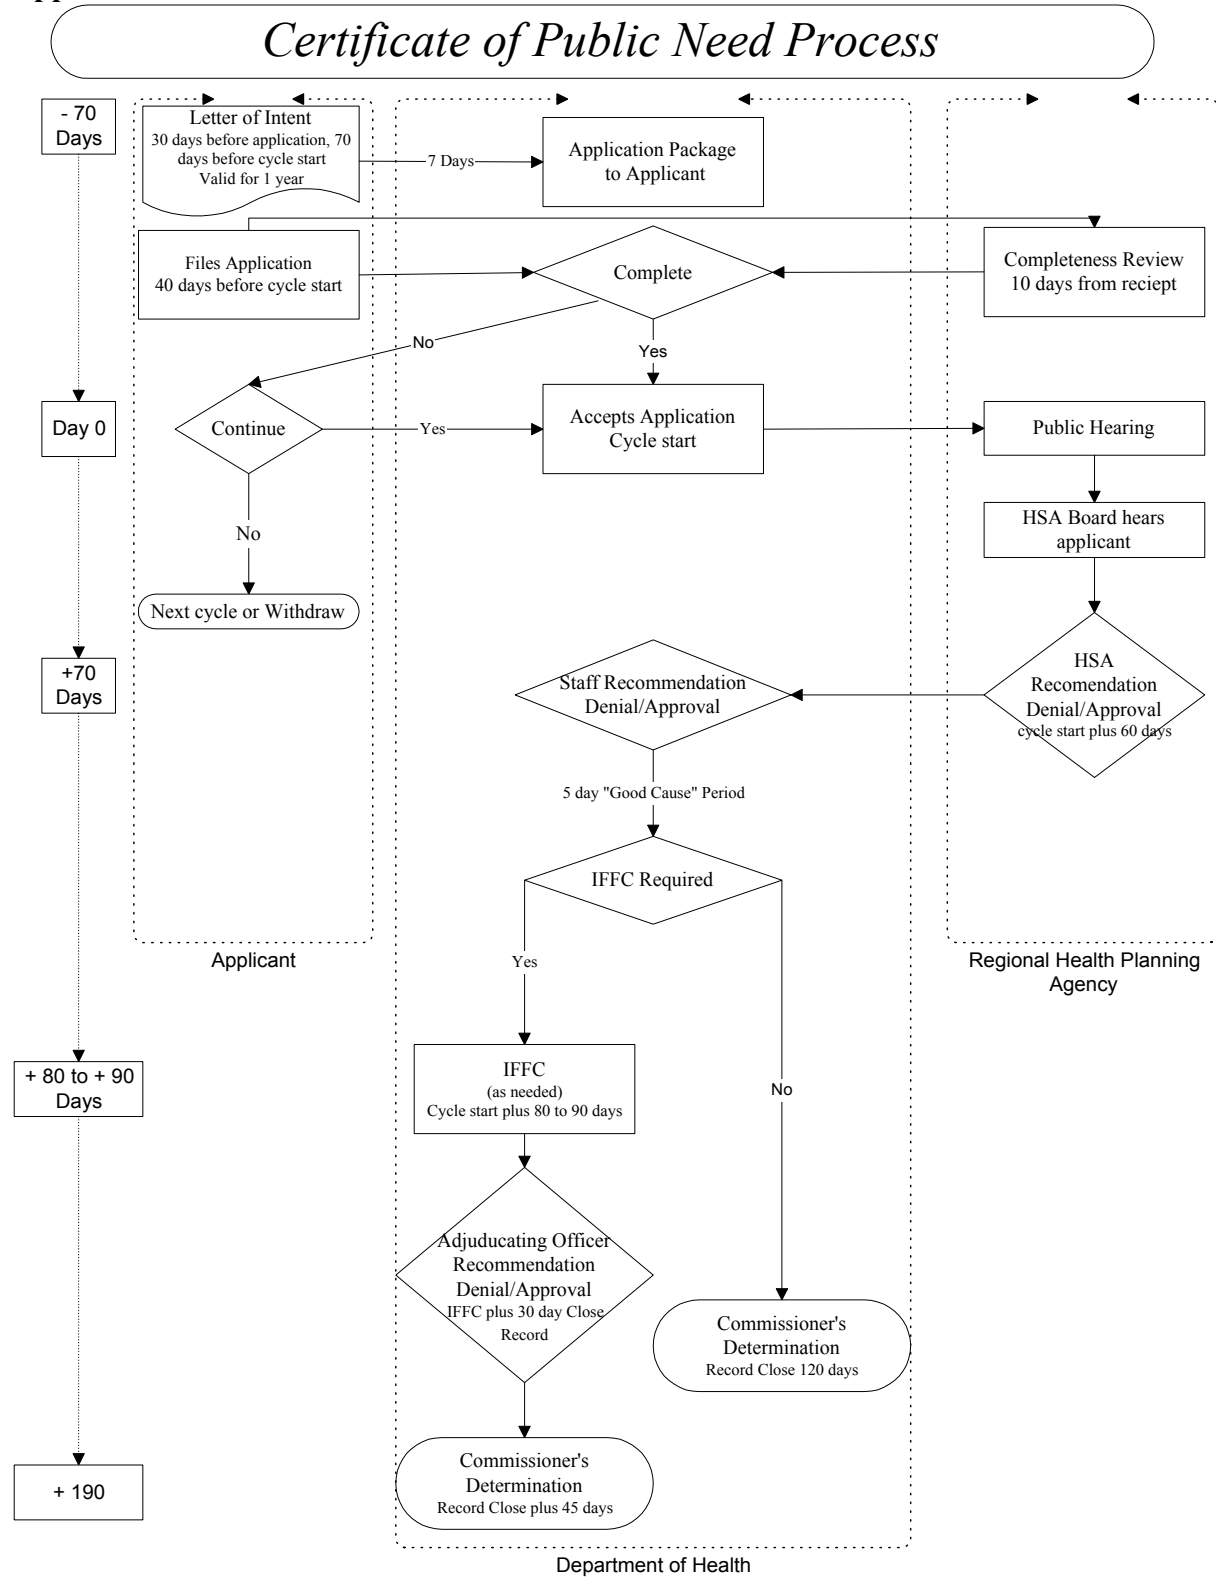 Certificate of Public Need Process
- 70
Days
Letter of Intent
30 days before application, 70
days before cycle start
Valid for 1 year
7 Days
Application Package
to Applicant
Files Application
40 days before cycle start
Complete
Completeness Review
10 days from reciept
No
Yes
Day 0
Continue
Yes
Accepts Application
Cycle start
Public Hearing
No
HSA Board hears
applicant
Next cycle or Withdraw
+70
Days
Staff Recommendation
Denial/Approval
HSA
Recomendation
Denial/Approval
cycle start plus 60 days
5 day "Good Cause" Period
IFFC Required
Applicant
Yes
Regional Health Planning
Agency
+ 80 to + 90
Days
IFFC
(as needed)
Cycle start plus 80 to 90 days
No
Adjuducating Officer
Recommendation
Denial/Approval
IFFC plus 30 day Close
Record
Commissioner's
Determination
Record Close 120 days
Commissioner's
Determination
Record Close plus 45 days
+ 190
Department of Health